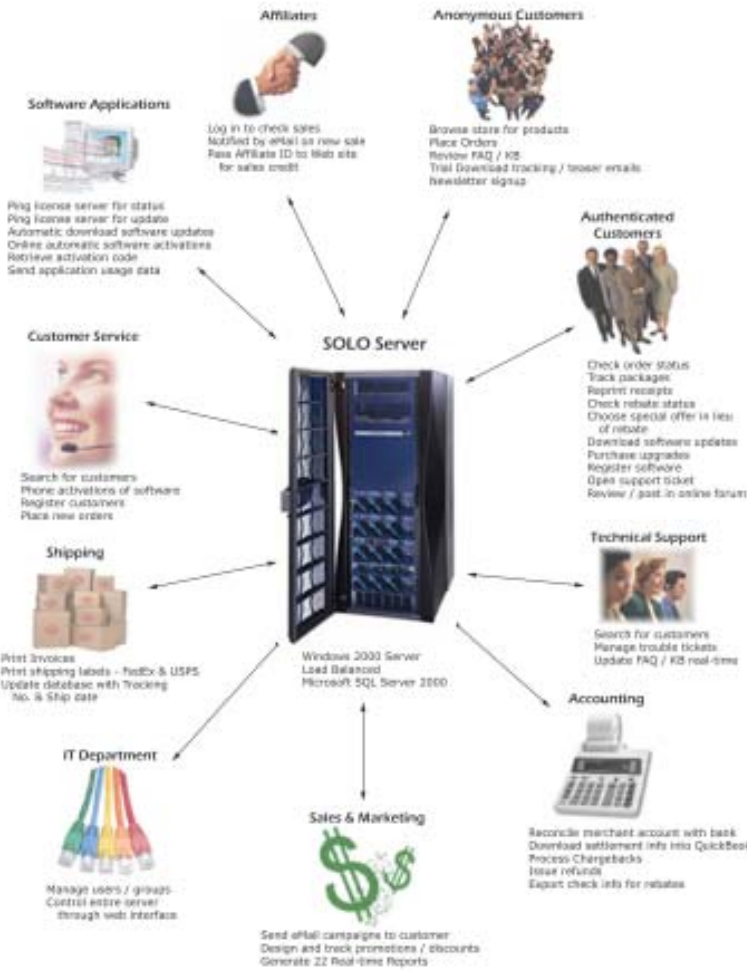 Affiliates
Log in to check sales
Notified by eMail on new sale
Pass Affiliate ID to Web site
for sales credit
Anonymous Customers
Browse store for products
Place Orders
Review FAQ / KB
Trial Download tracking / teaser emails
Newsletter signup
Software Applications
Ping license server for status
Ping license server for update
Automatic download software updates
Online automatic software activations
Retrieve activation code
Send application usage data
Authenticated
Customers
Check order status
Track packages
Reprint receipts
Check rebate status
Choose special offer in lieu
of rebate
Download software updates
Purchase upgrades
Register software
Open support ticket
Review / post in online forum
SOLO Server
Windows 2000 Server
Load Balanced
Microsoft SQL Server 2000
Customer Service
Search for customers
Phone activations of software
Register customers
Place new orders
Technical Support
Search for customers
Manage trouble tickets
Update FAQ / KB real-time
Shipping
Print Invoices
Print shipping labels - FedEx & USPS
Update database with Tracking
No. & Ship date
Accounting
Reconcile merchant account with bank
Download settlement info into QuickBook
Process Chargebacks
Issue refunds
Export check info for rebates
IT Department
Manage users / groups
Control entire server
through web interface
Sales & Marketing
Send eMail campaigns to customer
Design and track promotions / discounts
Generate 22 Real-time Reports